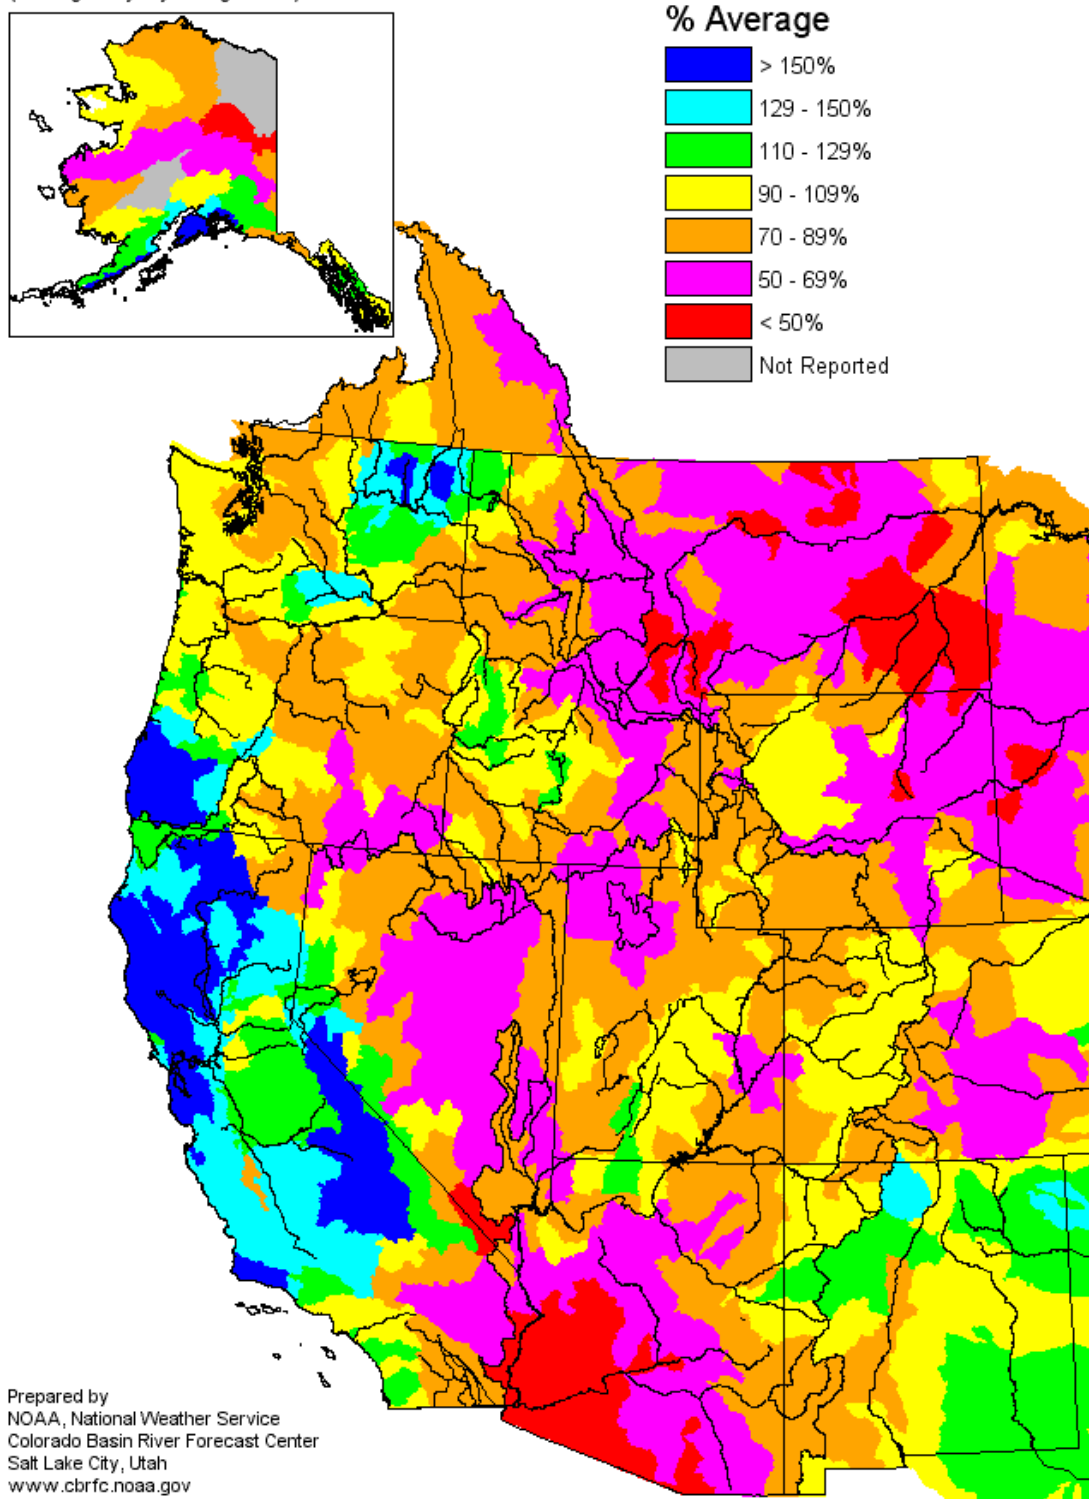 % Average
> 150%
129 - 150%
110 - 129%
90 - 109%
70 - 89%
50 - 69%
< 50%
Not Reported
Prepared by
NOAA, National Weather Service
Colorado Basin River Forecast Center
Salt Lake City, Utah
www.cbrfc.noaa.gov